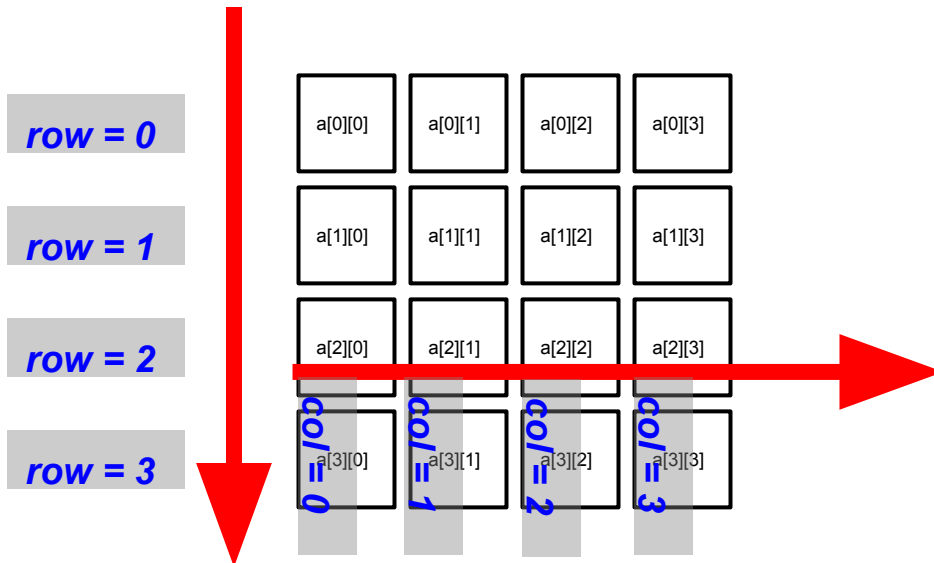 row = 0
a[0][0] a[0][1] a[0][2] a[0][3]
row = 1
a[1][0] a[1][1] a[1][2] a[1][3]
row = 2
a[2][0] a[2][1] a[2][2] a[2][3]
row = 3
a[3][0] a[3][1] a[3][2] a[3][3]
col = 0
col = 1
col = 2
col = 3